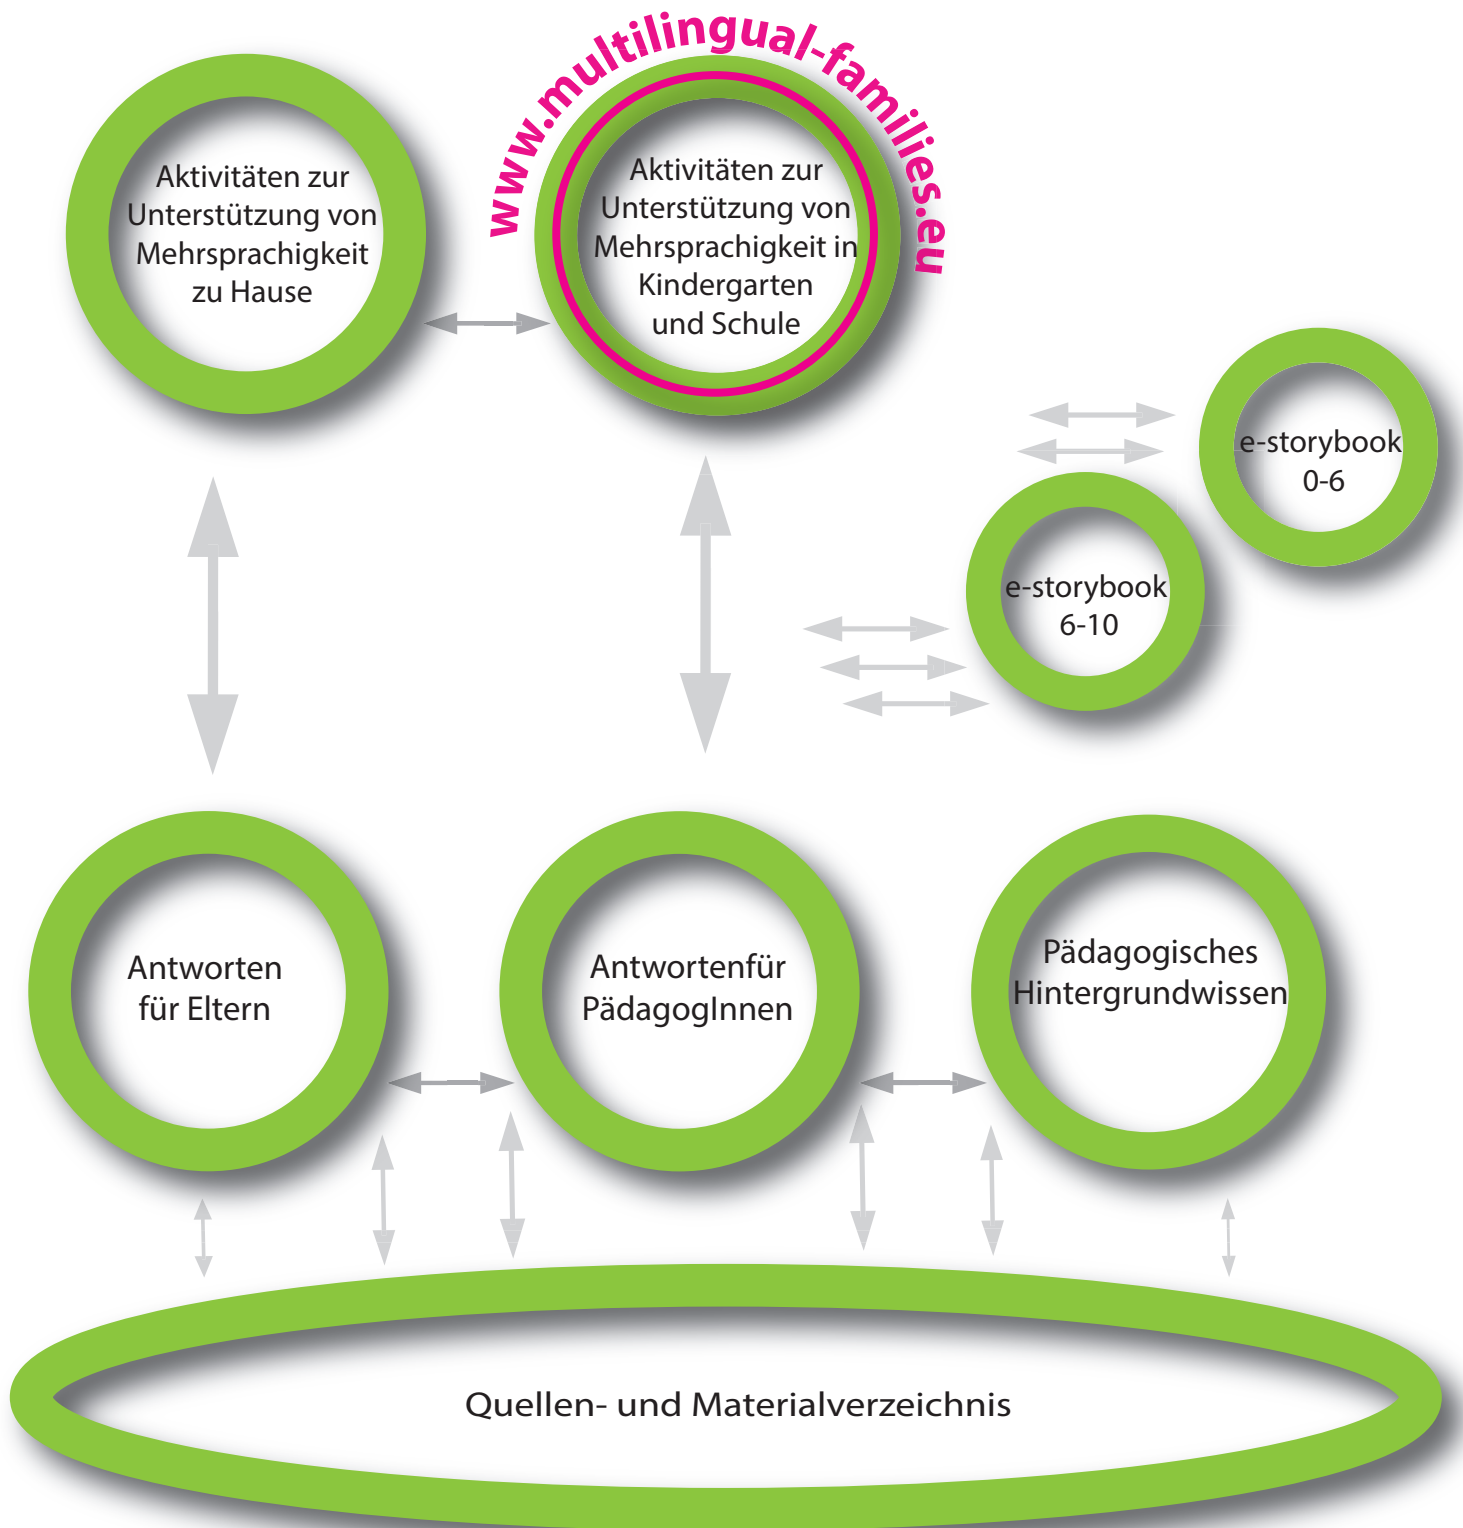 www.multilingual-families.eu
Aktivitäten zur
Unterstützung von
Mehrsprachigkeit
zu Hause
Aktivitäten zur
Unterstützung von
Mehrsprachigkeit in
Kindergarten
und Schule
e-storybook
0-6
e-storybook
6-10
Antworten
für Eltern
Antwortenfür
PädagogInnen
Pädagogisches
Hintergrundwissen
Quellen- und Materialverzeichnis